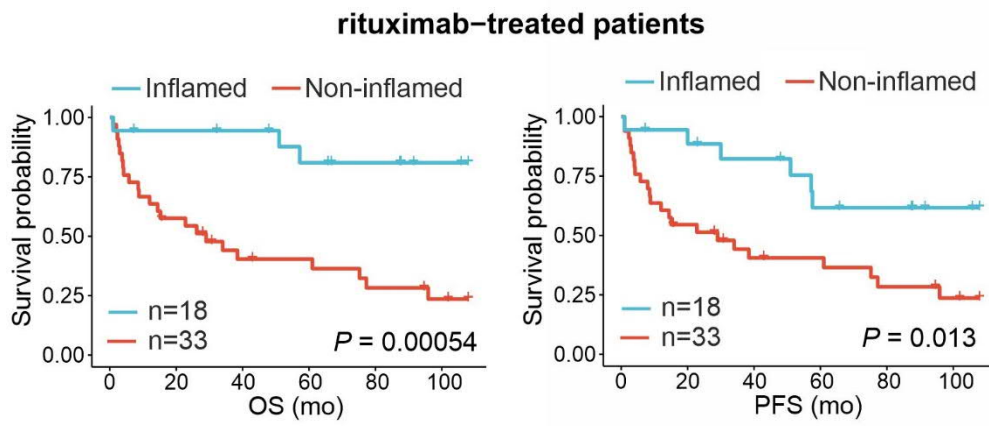 rituximab−treated patients
Inflamed Non-inflamed
Survival probability
1.00
0.75
0.50
0.25
0.00
n=18
n=33
P = 0.00054
0 20 40 60 80 100
OS (mo)
Inflamed Non-inflamed
Survival probability
1.00
0.75
0.50
0.25
0.00
n=18
n=33
P = 0.013
0 20 40 60 80 100
PFS (mo)